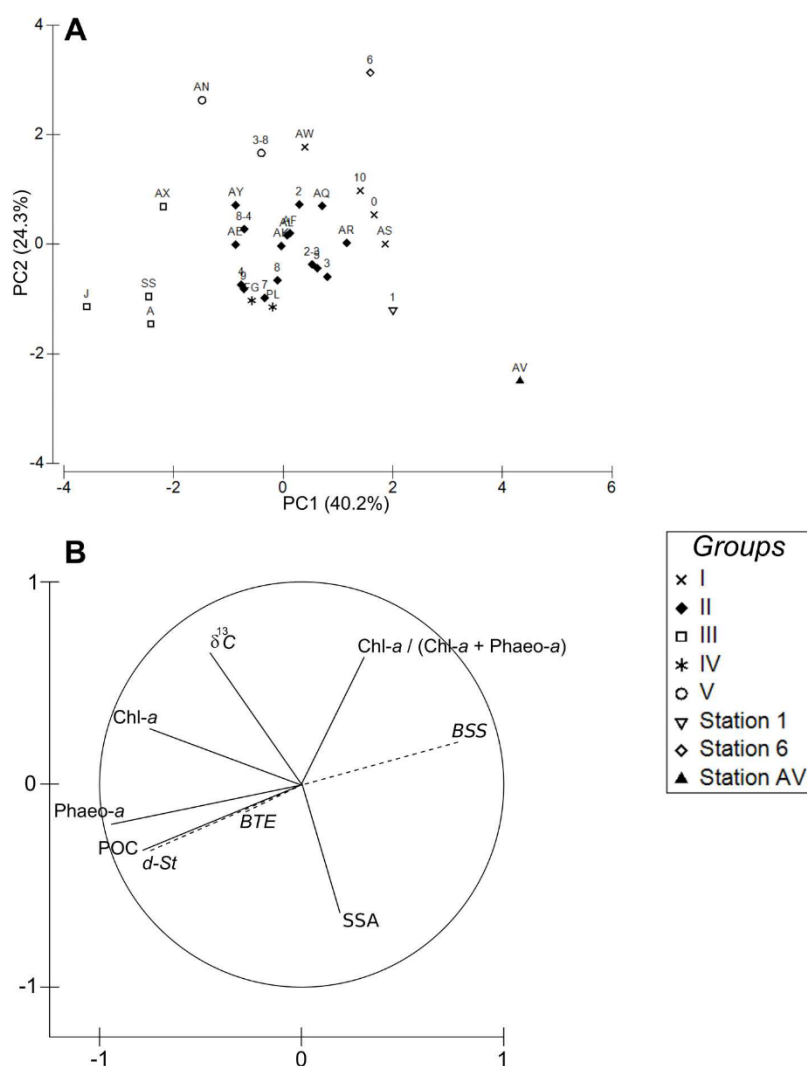 A
4
2
0
-2
-4
PC2 (24.3%)
-4
-2
0
2
4
6
PC1 (40.2%)
6
AN
3-8
AW
AX
AY
2
AQ
10
0
8-4
AE
AL
AF
AK
AR
AS
2-3
5
3
8
4
9
FG
7
PL
J
SS
A
1
AV
B
1
0
-1
-1
0
1
δ13C
Chl-a / (Chl-a + Phaeo-a)
Chl-a
BSS
Phaeo-a
POC
BTE
d-St
SSA
Groups
I
II
III
IV
V
Station 1
Station 6
Station AV